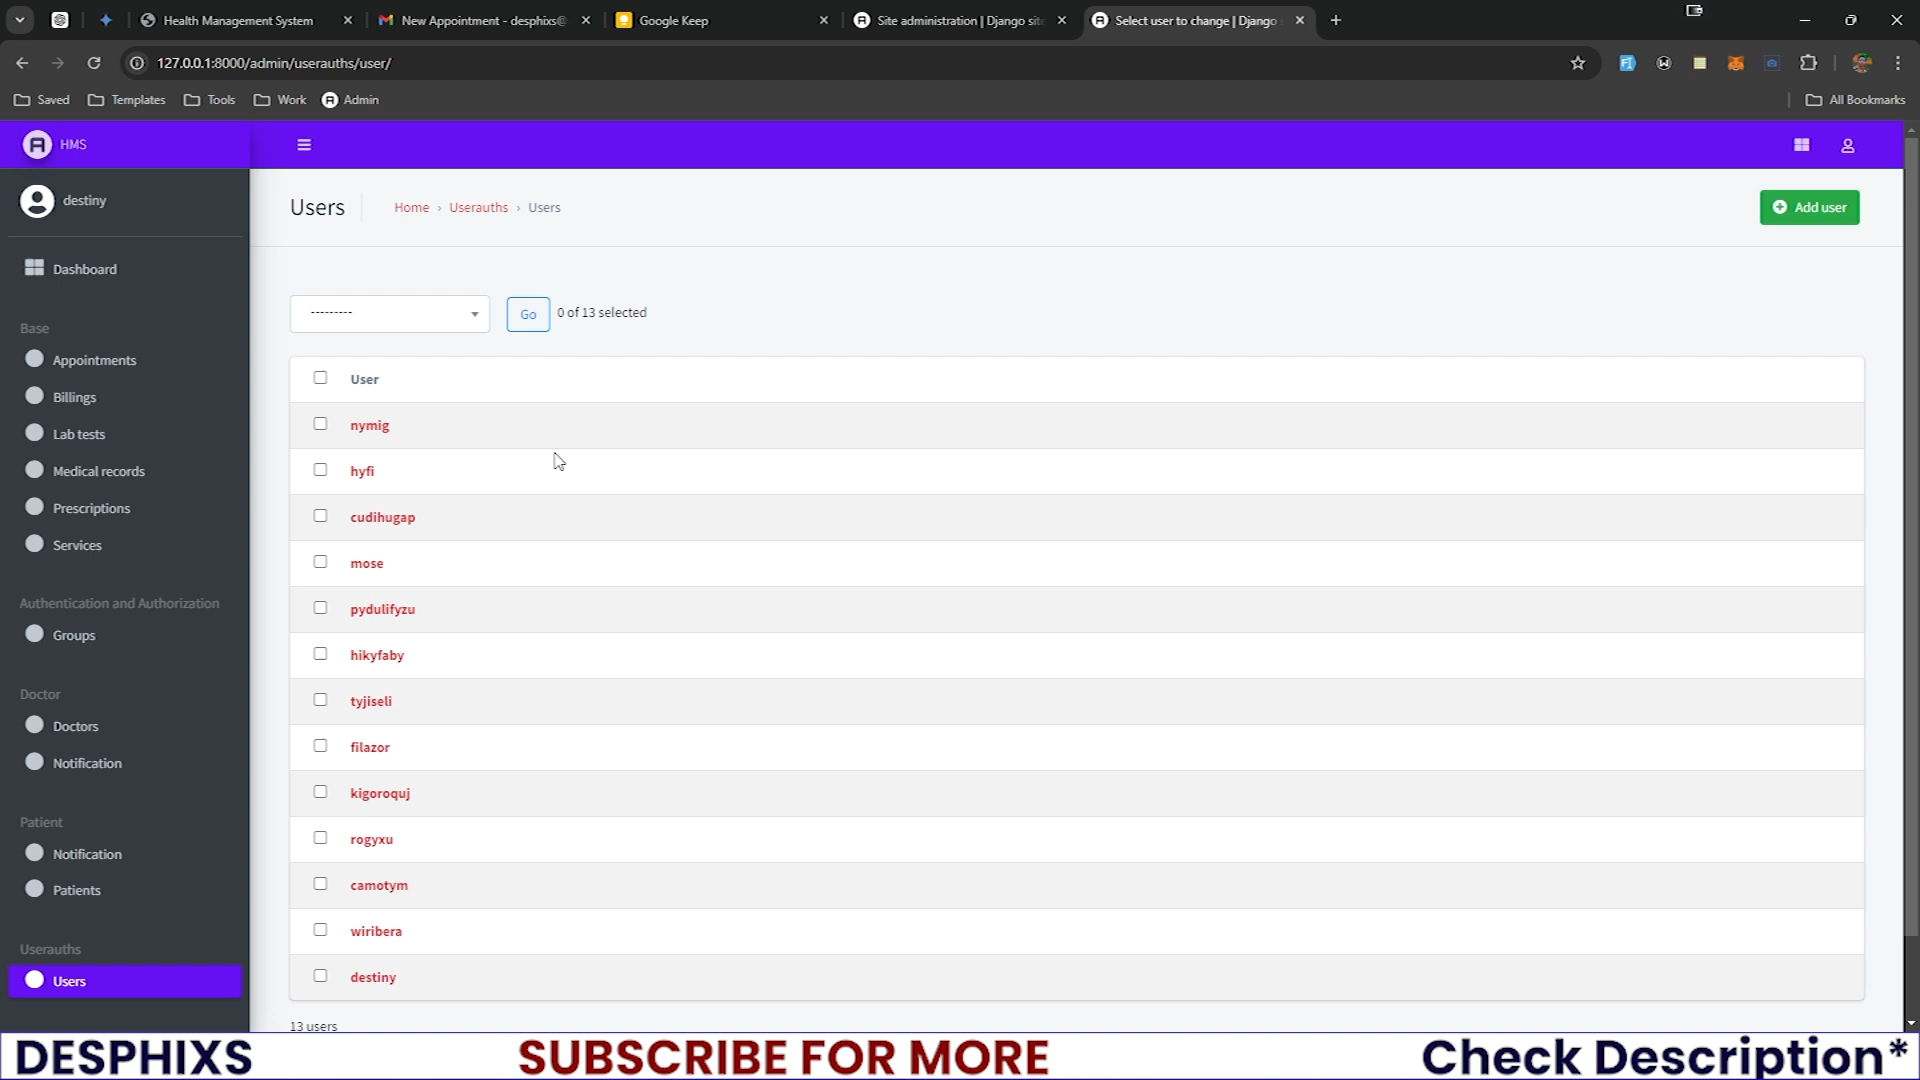 Health Management System
New Appointment - desphixs@
Google Keep
Site administration | Django site
Select user to change | Django
127.0.0.1:8000/admin/userauths/user/
Saved
Templates
Tools
Work
Admin
All Bookmarks
HMS
destiny
Dashboard
Base
Appointments
Billings
Lab tests
Medical records
Prescriptions
Services
Authentication and Authorization
Groups
Doctor
Doctors
Notification
Patient
Notification
Patients
Userauths
Users
Users
Home › Userauths › Users
Add user
---------
Go
0 of 13 selected
User
nymig
hyfi
cudihugap
mose
pydulifyzu
hikyfaby
tyjiseli
filazor
kigoroquj
rogyxu
camotym
wiribera
destiny
13 users
DESPHIXS
SUBSCRIBE FOR MORE
Check Description*